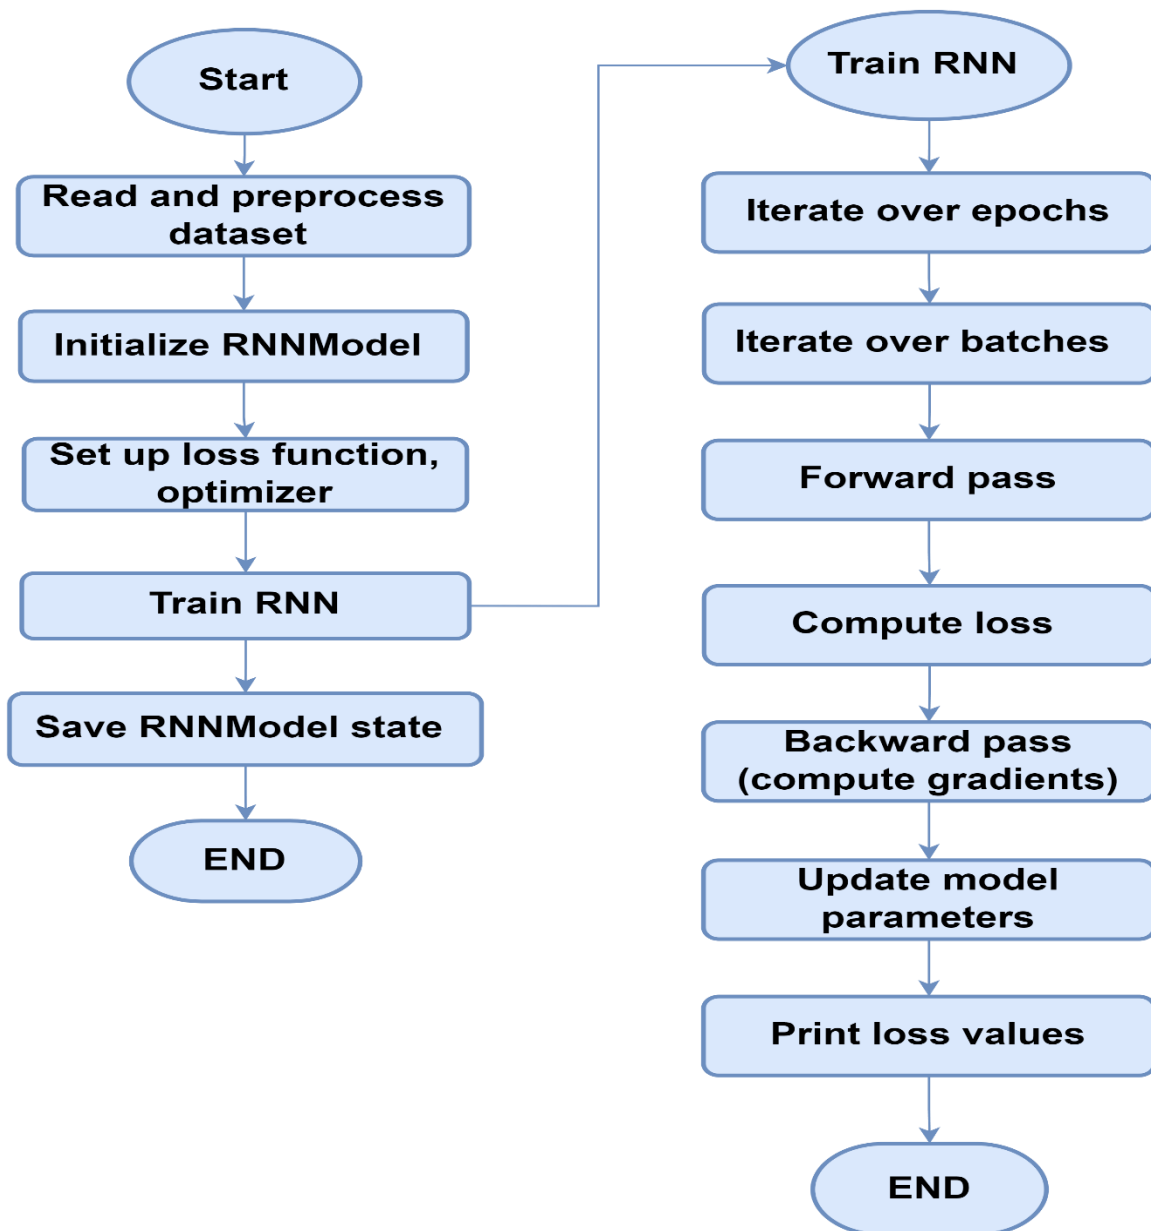 Start
Read and preprocess
dataset
Initialize RNNModel
Set up loss function,
optimizer
Train RNN
Save RNNModel state
END
Train RNN
Iterate over epochs
Iterate over batches
Forward pass
Compute loss
Backward pass
(compute gradients)
Update model
parameters
Print loss values
END